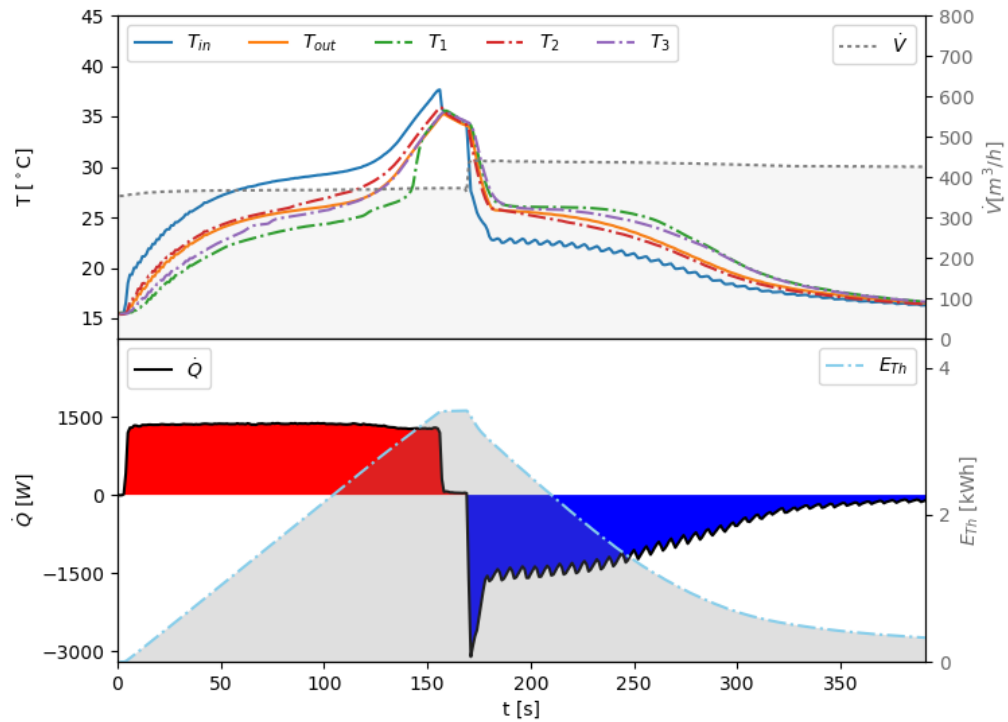 T_in T_out T_1 T_2 T_3 V̇
45
40
35
30
25
20
15
T [°C]
800
700
600
500
400
300
200
100
0
V̇[m³/h]
Q̇ E_Th
1500
0
−1500
−3000
Q̇ [W]
4
2
0
E_Th [kWh]
0 50 100 150 200 250 300 350
t [s]